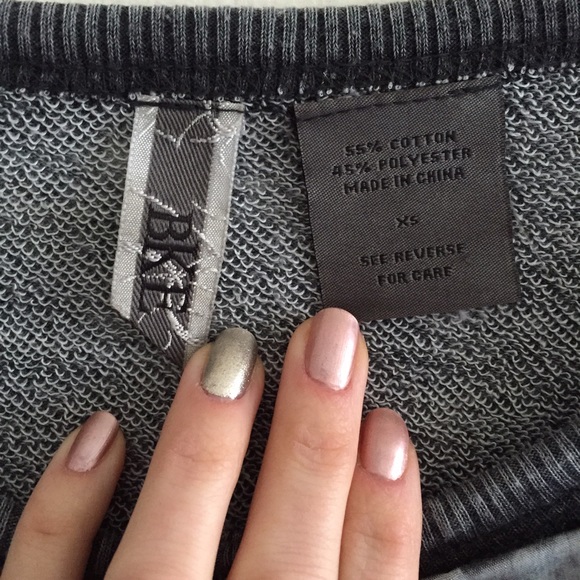 BKE
55% COTTON
45% POLYESTER
MADE IN CHINA
XS
SEE REVERSE
FOR CARE